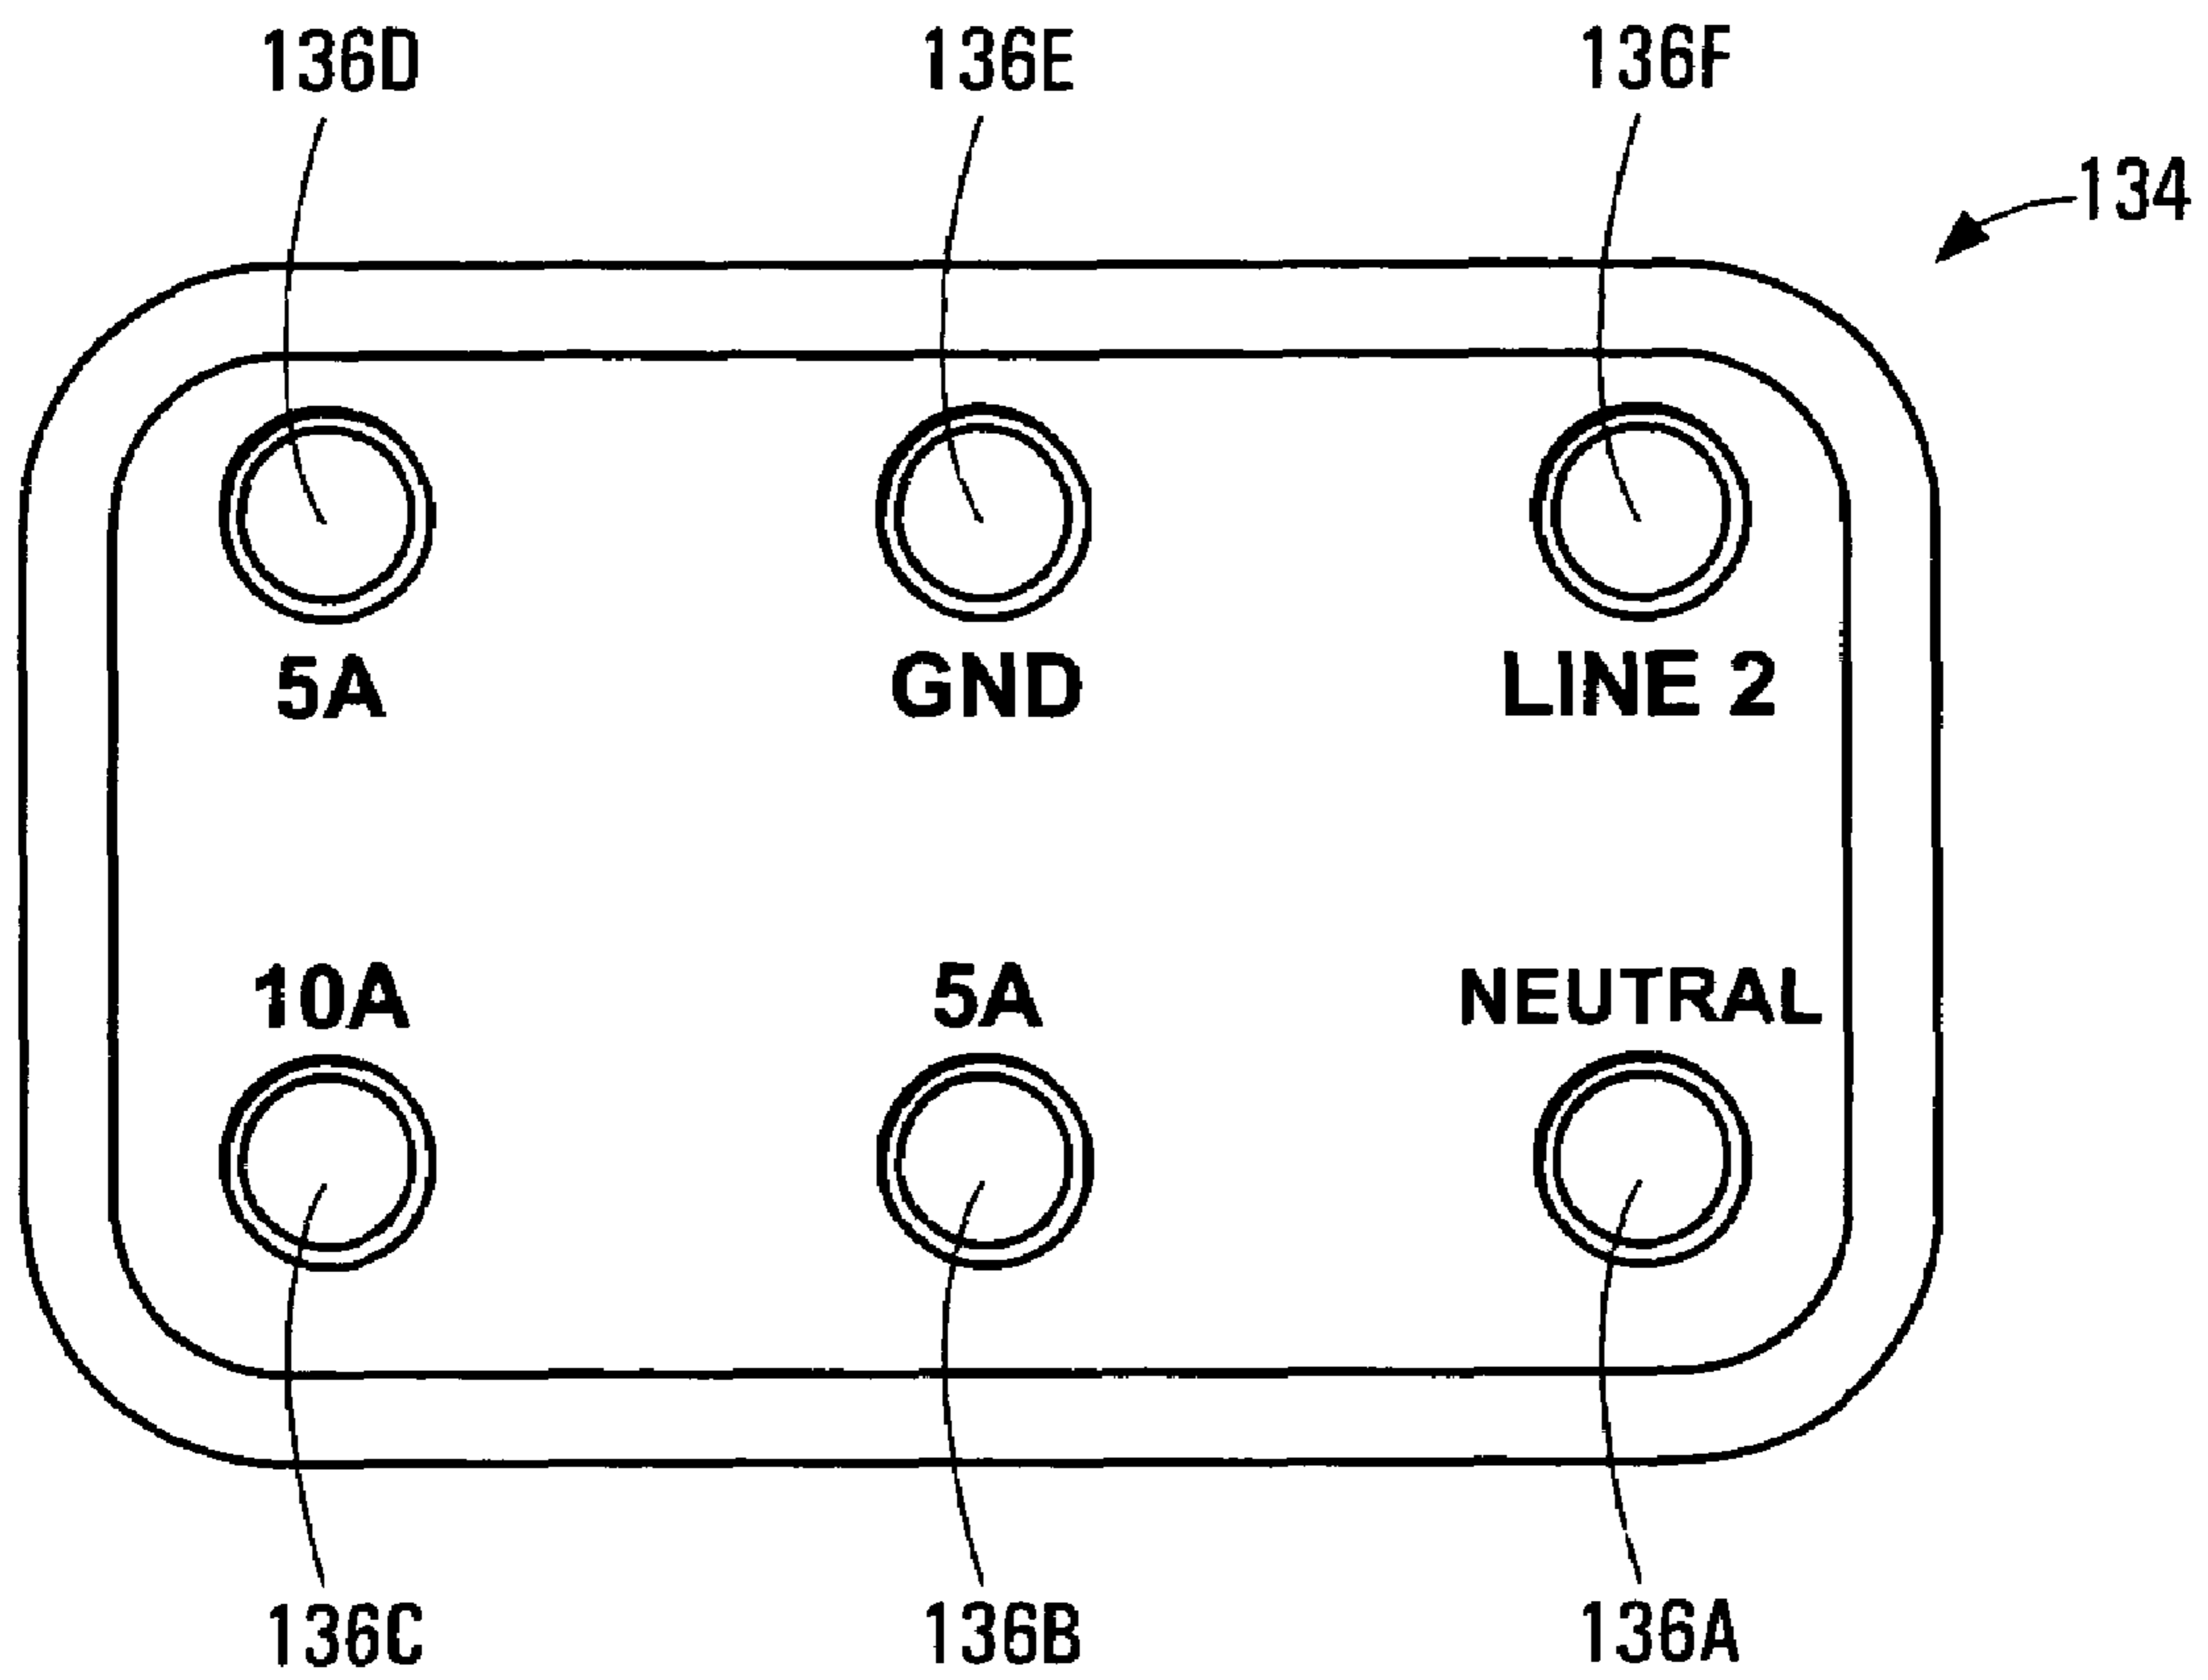 136D 136E 136F
134
5A GND LINE 2
10A 5A NEUTRAL
136C 136B 136A